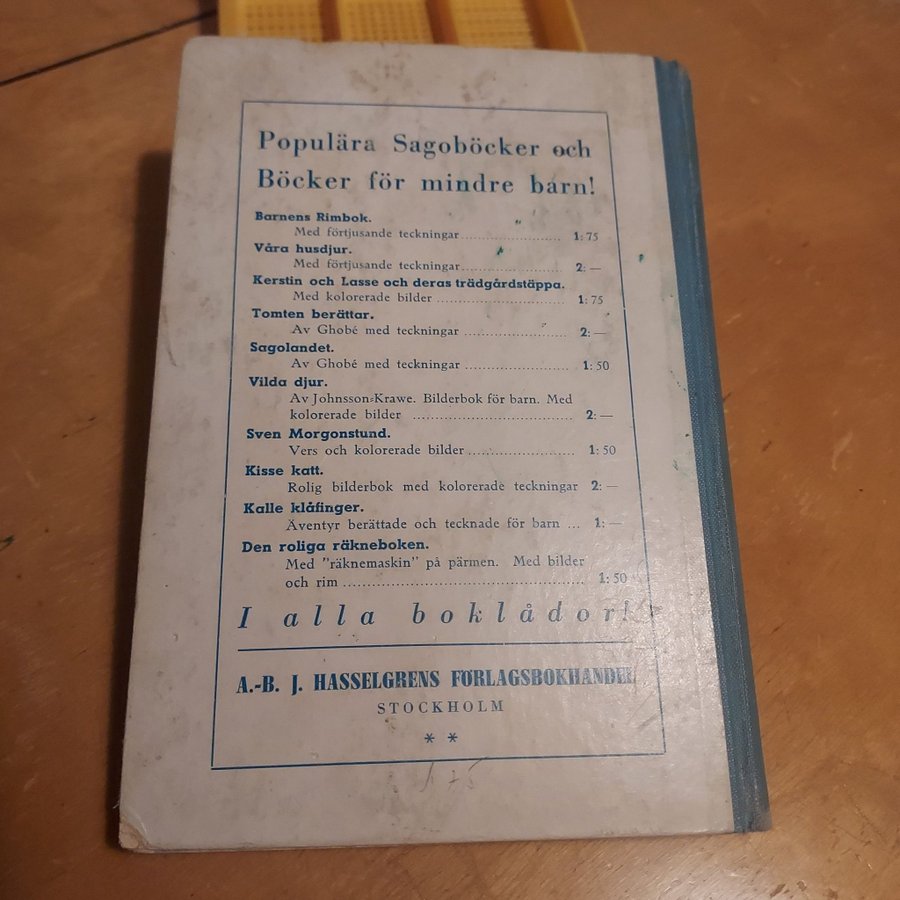 Populära Sagoböcker och
Böcker för mindre barn!
Barnens Rimbok.
Med förtjusande teckningar ..................... 1: 75
Våra husdjur.
Med förtjusande teckningar ..................... 2: —
Kerstin och Lasse och deras trädgårdstäppa.
Med kolorerade bilder ........................... 1: 75
Tomten berättar.
Av Ghobé med teckningar ..................... 2: —
Sagolandet.
Av Ghobé med teckningar ..................... 1: 50
Vilda djur.
Av Johnsson-Krawe. Bilderbok för barn. Med
kolorerade bilder ................................. 2: —
Sven Morgonstund.
Vers och kolorerade bilder ........................ 1: 50
Kisse katt.
Rolig bilderbok med kolorerade teckningar 2: —
Kalle klåfinger.
Äventyr berättade och tecknade för barn ... 1: —
Den roliga räkneboken.
Med "räknemaskin" på pärmen. Med bilder
och rim ................................................ 1: 50
I alla boklådor!
A.-B. J. HASSELGRENS FÖRLAGSBOKHANDEL
STOCKHOLM
* *
1 75